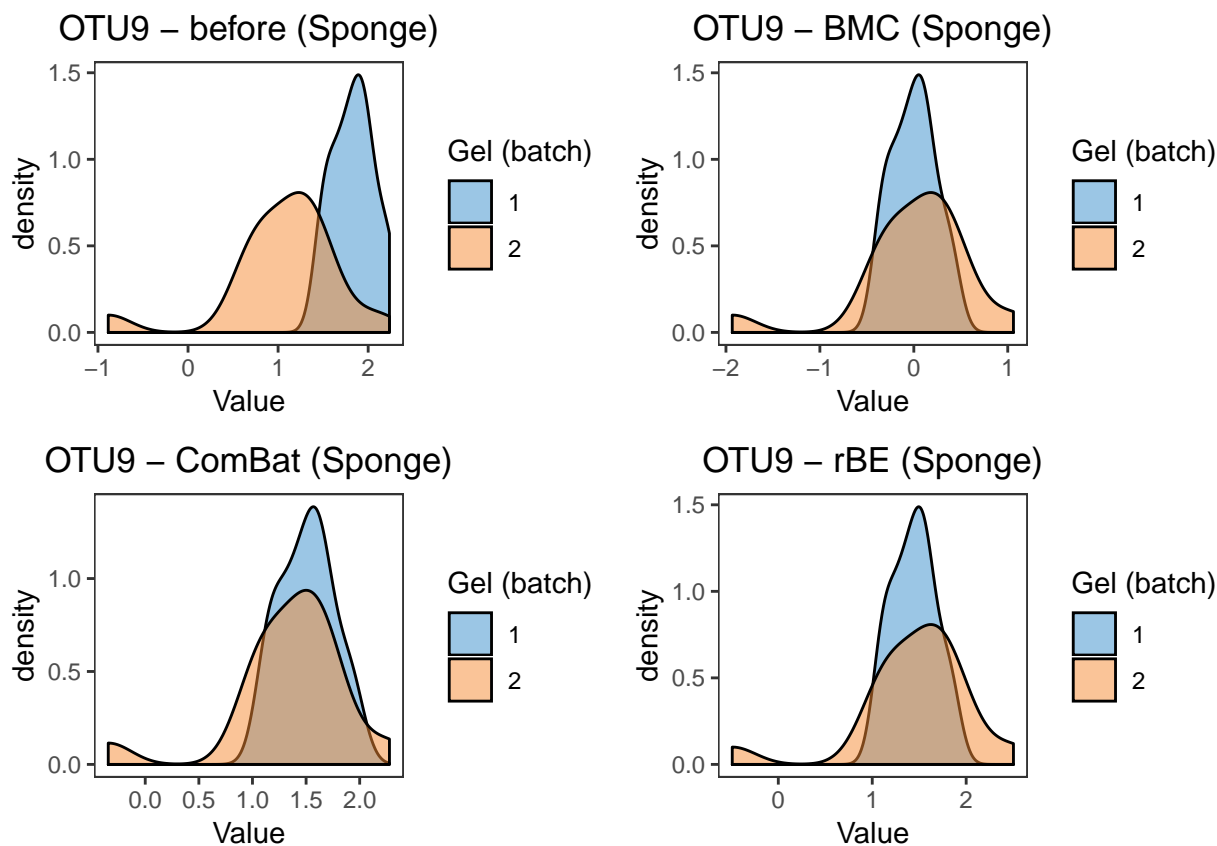 OTU9 – before (Sponge)
density
1.5
1.0
0.5
0.0
−1 0 1 2
Value
Gel (batch)
1
2
OTU9 – BMC (Sponge)
density
1.5
1.0
0.5
0.0
−2 −1 0 1
Value
Gel (batch)
1
2
OTU9 – ComBat (Sponge)
density
1.0
0.5
0.0
0.0 0.5 1.0 1.5 2.0
Value
Gel (batch)
1
2
OTU9 – rBE (Sponge)
density
1.5
1.0
0.5
0.0
0 1 2
Value
Gel (batch)
1
2